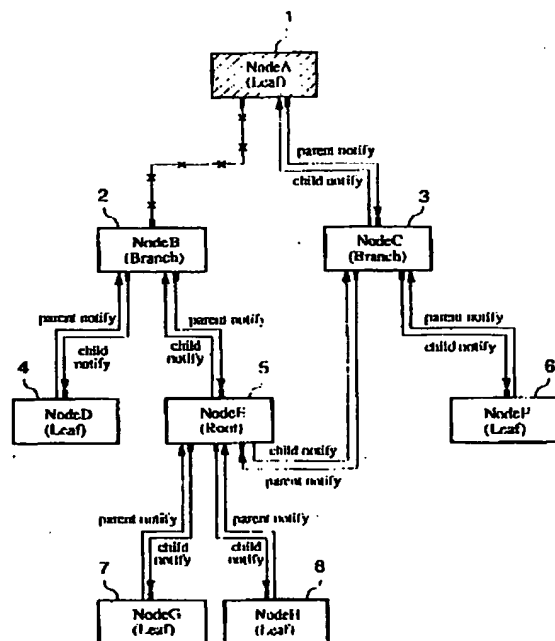 1
NodeA
(Leaf)
parent notify
child notify
2
3
NodeB
(Branch)
NodeC
(Branch)
parent notify
child
notify
parent notify
child
notify
parent notify
child notify
4
5
6
NodeD
(Leaf)
NodeE
(Root)
NodeF
(Leaf)
child notify
parent notify
parent notify
child
notify
parent notify
child
notify
7
8
NodeG
(Leaf)
NodeH
(Leaf)